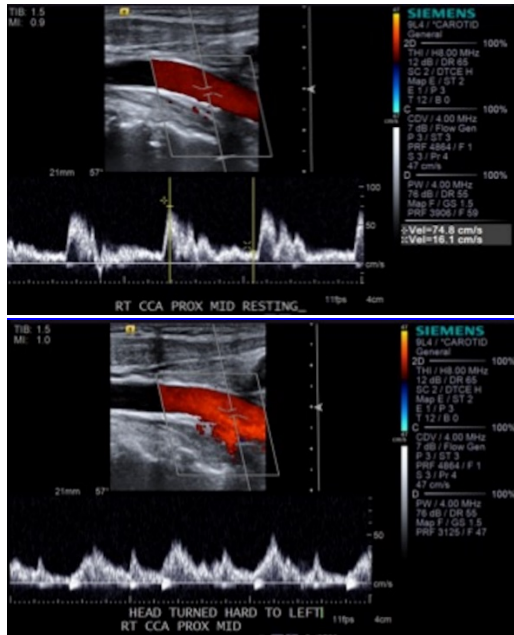 TIB: 1.5
MI: 0.9
21mm 57°
100
50
cm/s
RT CCA PROX MID RESTING_
11fps 4cm
SIEMENS
9L4 / *CAROTID
General
2D 100%
THI / H8.00 MHz
12 dB / DR 65
SC 2 / DTCE H
Map E / ST 2
E 1 / P 3
T 12 / B 0
C 100%
CDV / 4.00 MHz
7 dB / Flow Gen
PRF 4864 / F 1
S 3 / Pr 4
47 cm/s
D 100%
PW / 4.00 MHz
76 dB / DR 55
Map F / GS 1.5
PRF 3906 / F 59
Vel=74.8 cm/s
Vel=16.1 cm/s
TIB: 1.5
MI: 1.0
21mm 57°
50
cm/s
HEAD TURNED HARD TO LEFT
RT CCA PROX MID
11fps 4cm
SIEMENS
9L4 / *CAROTID
General
2D 100%
THI / H8.00 MHz
12 dB / DR 65
SC 2 / DTCE H
Map E / ST 2
E 1 / P 3
T 12 / B 0
C 100%
CDV / 4.00 MHz
7 dB / Flow Gen
P 3 / ST 3
PRF 4864 / F 1
S 3 / Pr 4
47 cm/s
D 100%
PW / 4.00 MHz
76 dB / DR 55
Map F / GS 1.5
PRF 3125 / F 47